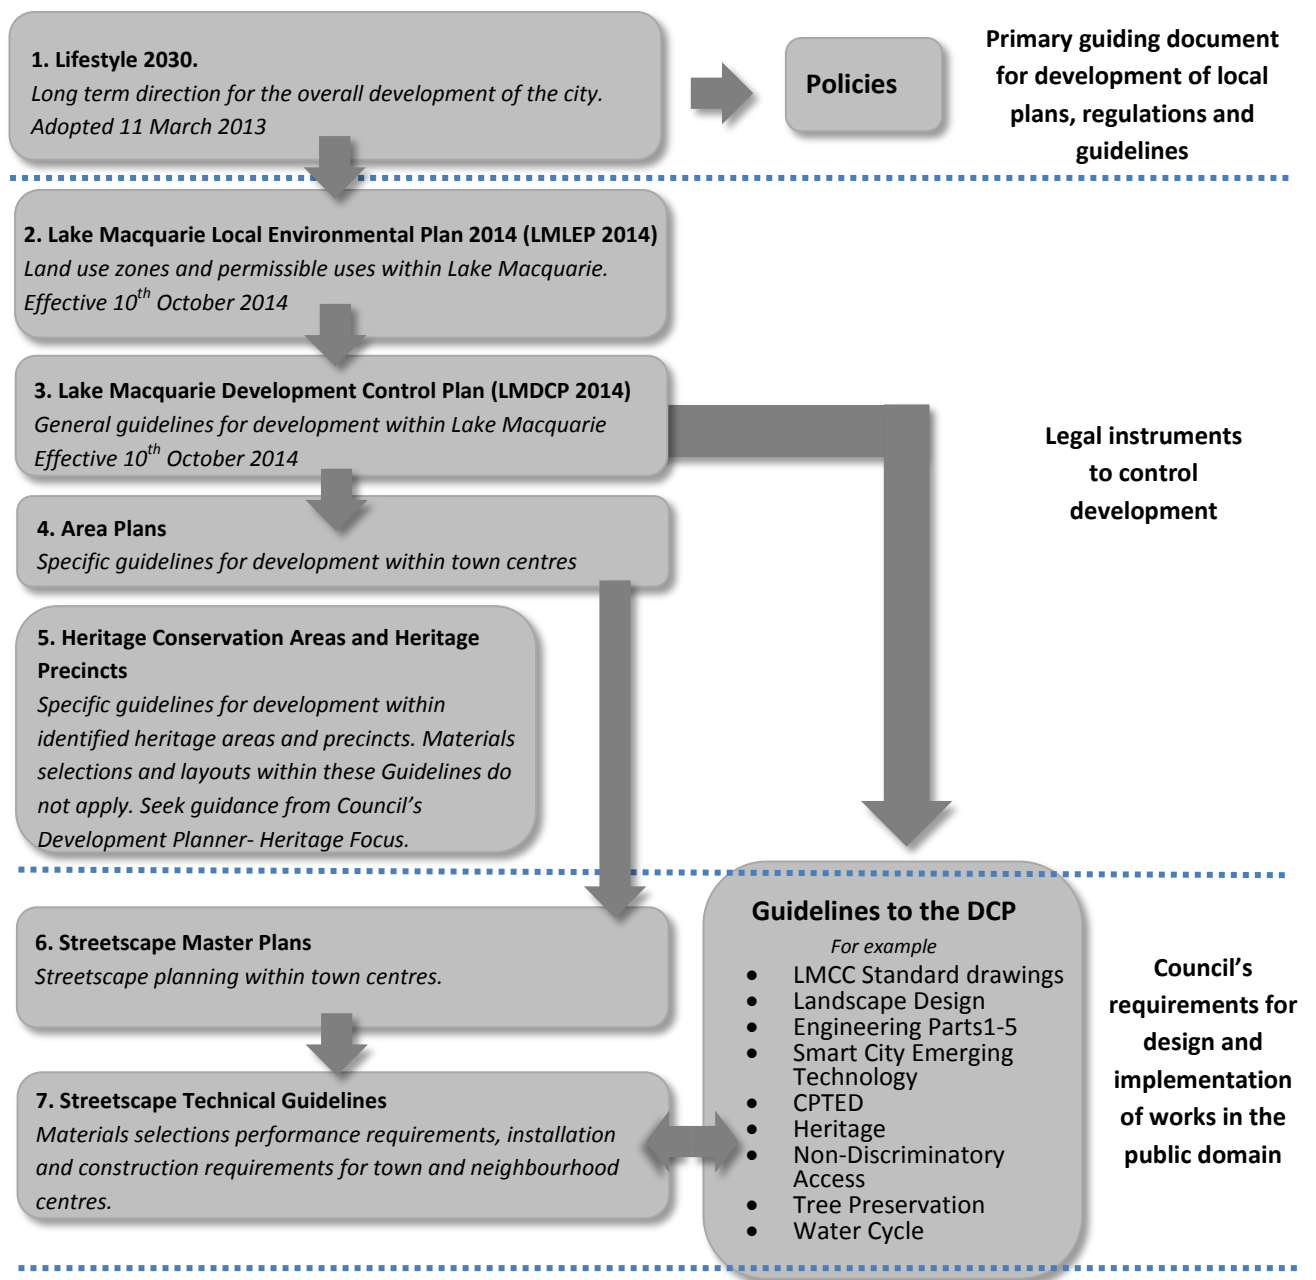 1. Lifestyle 2030.
Long term direction for the overall development of the city.
Adopted 11 March 2013
Policies
Primary guiding document
for development of local
plans, regulations and
guidelines
2. Lake Macquarie Local Environmental Plan 2014 (LMLEP 2014)
Land use zones and permissible uses within Lake Macquarie.
Effective 10th October 2014
3. Lake Macquarie Development Control Plan (LMDCP 2014)
General guidelines for development within Lake Macquarie
Effective 10th October 2014
4. Area Plans
Specific guidelines for development within town centres
5. Heritage Conservation Areas and Heritage
Precincts
Specific guidelines for development within
identified heritage areas and precincts. Materials
selections and layouts within these Guidelines do
not apply. Seek guidance from Council's
Development Planner- Heritage Focus.
Legal instruments
to control
development
6. Streetscape Master Plans
Streetscape planning within town centres.
7. Streetscape Technical Guidelines
Materials selections performance requirements, installation
and construction requirements for town and neighbourhood
centres.
Guidelines to the DCP
For example
• LMCC Standard drawings
• Landscape Design
• Engineering Parts1-5
• Smart City Emerging
Technology
• CPTED
• Heritage
• Non-Discriminatory
Access
• Tree Preservation
• Water Cycle
Council's
requirements for
design and
implementation
of works in the
public domain